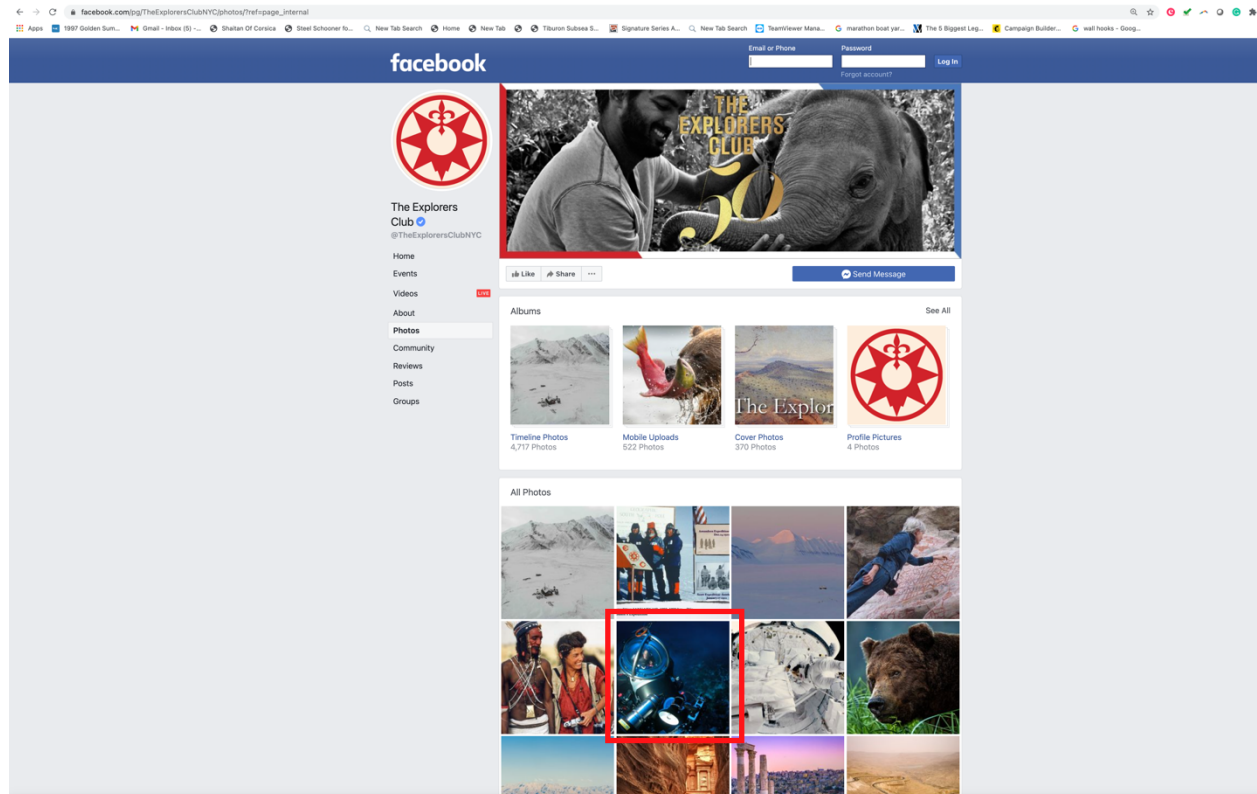 facebook.com/pg/TheExplorersClubNYC/photos/?ref=page_internal
Apps 1997 Golden Sum... Gmail - Inbox (5) -... Shaitan Of Corsica Steel Schooner fo... New Tab Search Home New Tab Tiburon Subsea S... Signature Series A... New Tab Search TeamViewer Mana... marathon boat yar... The 5 Biggest Leg... Campaign Builder... wall hooks - Goog...
facebook
Email or Phone Password
Log In
Forgot account?
THE
EXPLORERS
CLUB
50
The Explorers
Club
@TheExplorersClubNYC
Home
Events
Videos LIVE
About
Photos
Community
Reviews
Posts
Groups
Like Share ... Send Message
Albums See All
The Explor
Timeline Photos Mobile Uploads Cover Photos Profile Pictures
4,717 Photos 522 Photos 370 Photos 4 Photos
All Photos